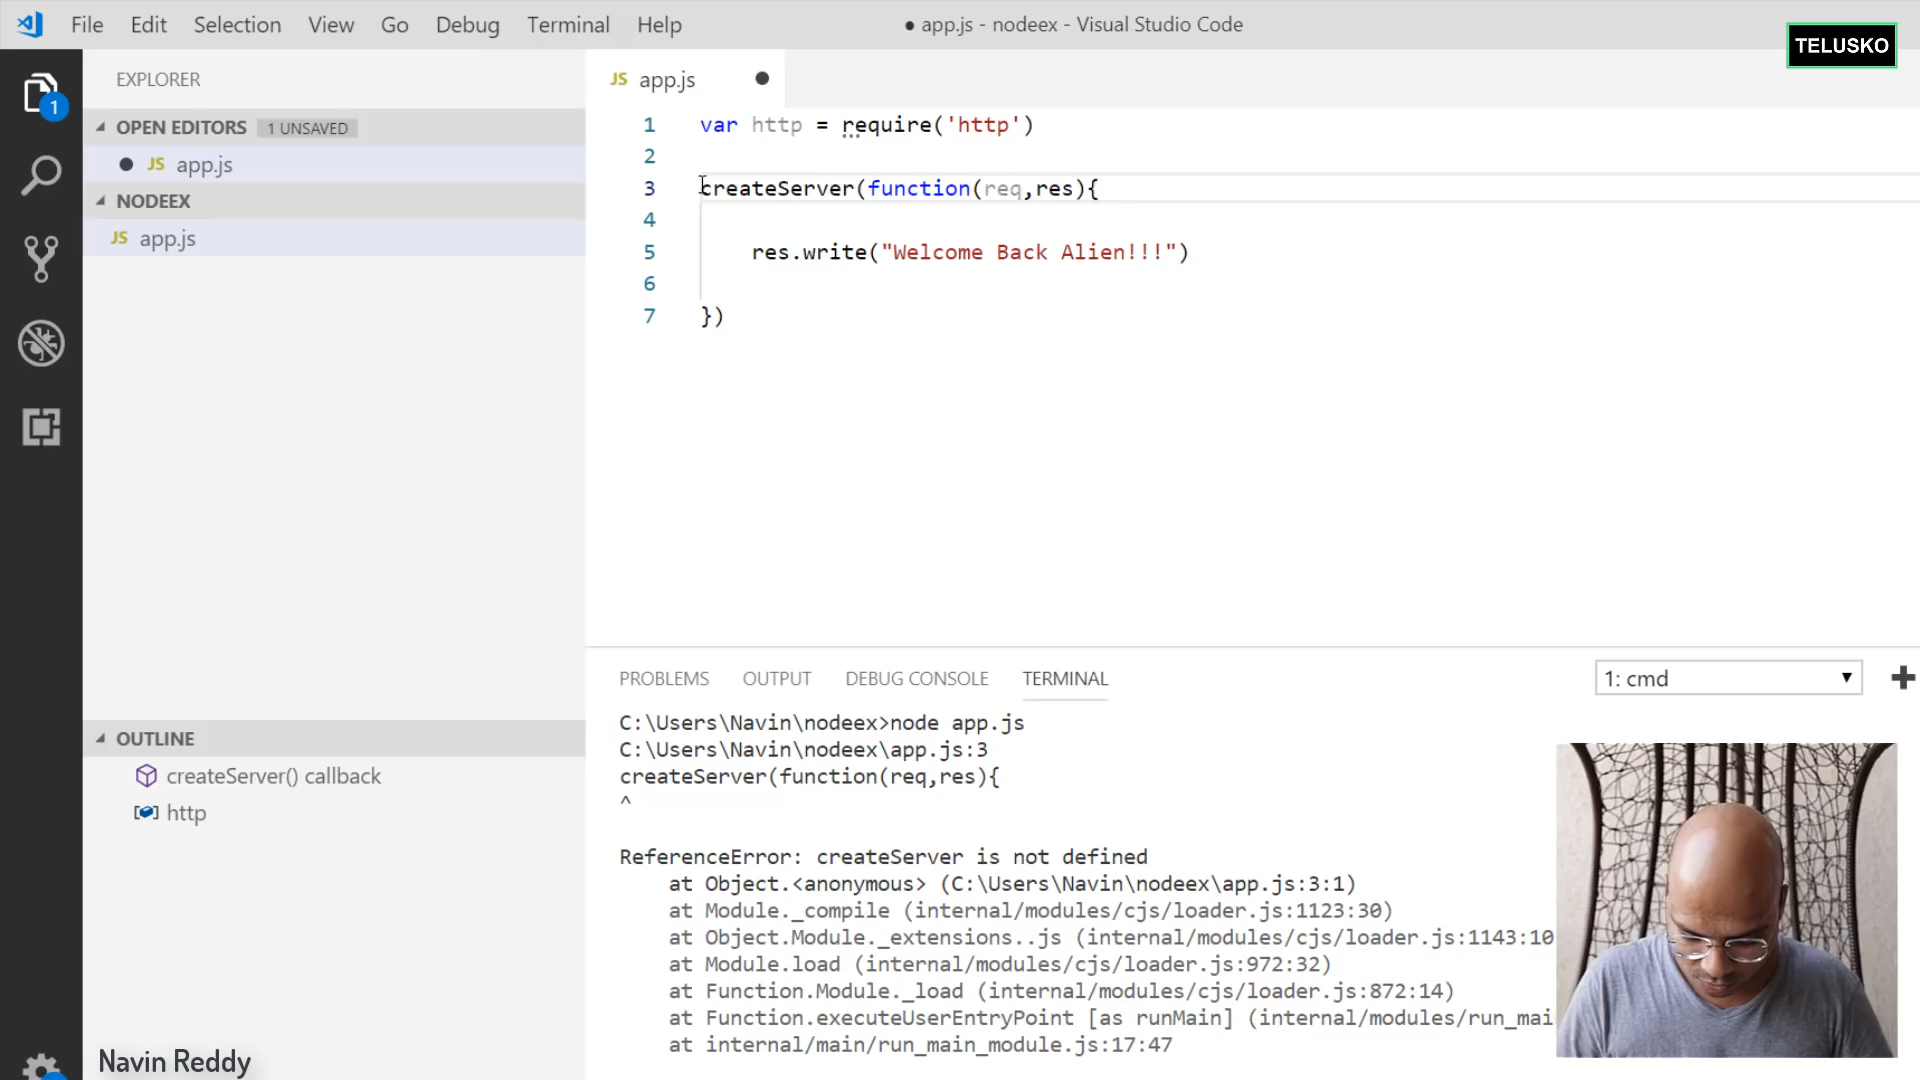 File Edit Selection View Go Debug Terminal Help
● app.js - nodeex - Visual Studio Code
TELUSKO
1
EXPLORER
OPEN EDITORS 1 UNSAVED
JS app.js
NODEEX
JS app.js
JS app.js
1 var http = require('http')
2
3 createServer(function(req,res){
4
5 res.write("Welcome Back Alien!!!")
6
7 })
OUTLINE
createServer() callback
http
PROBLEMS OUTPUT DEBUG CONSOLE TERMINAL
1: cmd
C:\Users\Navin\nodeex>node app.js
C:\Users\Navin\nodeex\app.js:3
createServer(function(req,res){
^
ReferenceError: createServer is not defined
at Object.<anonymous> (C:\Users\Navin\nodeex\app.js:3:1)
at Module._compile (internal/modules/cjs/loader.js:1123:30)
at Object.Module._extensions..js (internal/modules/cjs/loader.js:1143:10
at Module.load (internal/modules/cjs/loader.js:972:32)
at Function.Module._load (internal/modules/cjs/loader.js:872:14)
at Function.executeUserEntryPoint [as runMain] (internal/modules/run_mai
at internal/main/run_main_module.js:17:47
Navin Reddy